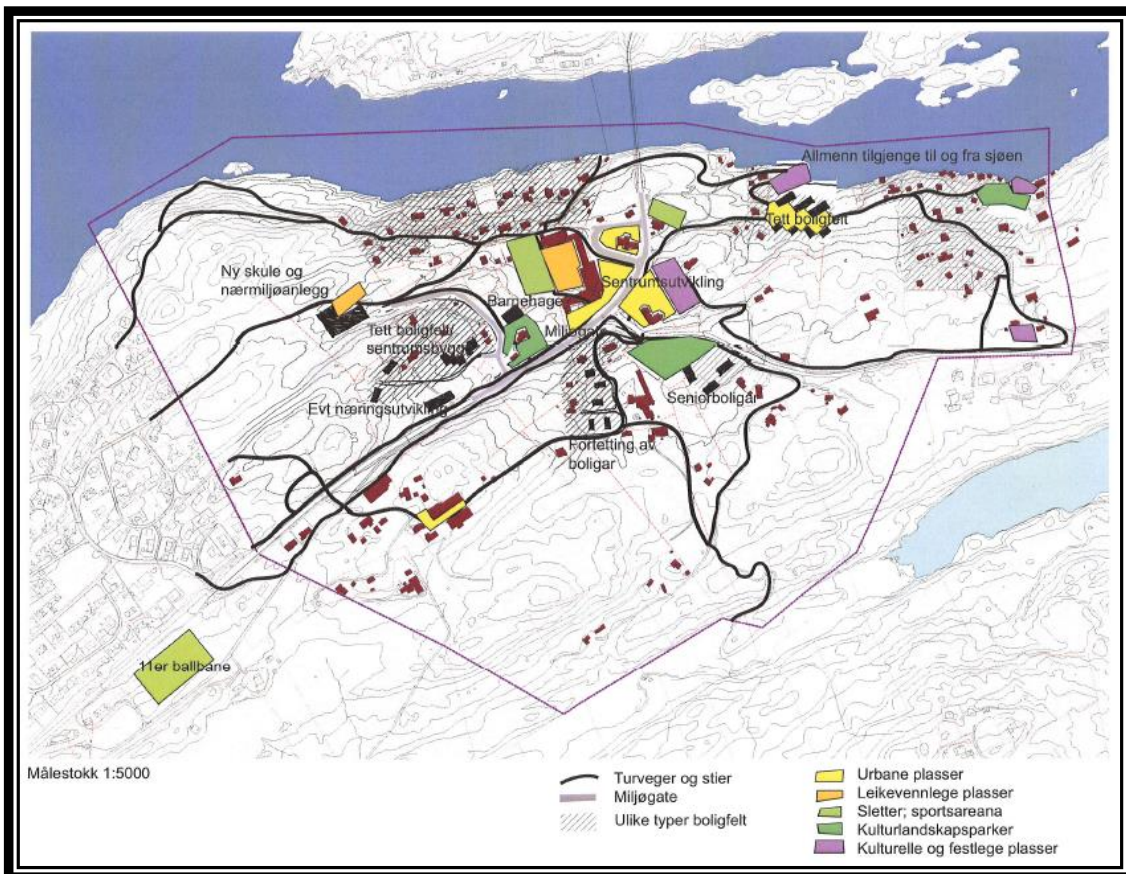 Allmenn tilgjenge til og fra sjøen
Tett boligfelt
Ny skule og
nærmiljøanlegg
Sentrumsutvikling
Barnehage
Tett boligfelt/
sentrumsbygg
Miljøgate
Evt næringsutvikling
Seniorboligar
Fortetting av
boligar
11er ballbane
Målestokk 1:5000
Turveger og stier
Miljøgate
Ulike typer boligfelt
Urbane plasser
Leikevennlege plasser
Sletter; sportsareana
Kulturlandskapsparker
Kulturelle og festlege plasser